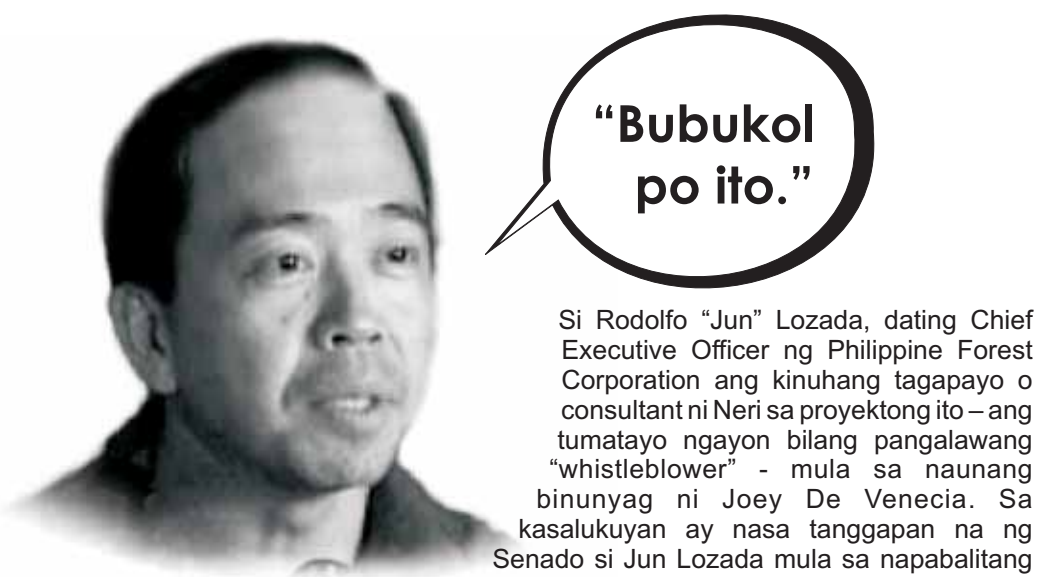 “Bubukol
po ito.”
Si Rodolfo “Jun” Lozada, dating Chief
Executive Officer ng Philippine Forest
Corporation ang kinuhang tagapayo o
consultant ni Neri sa proyektong ito – ang
tumatayo ngayon bilang pangalawang
“whistleblower” - mula sa naunang
binunyag ni Joey De Venecia. Sa
kasalukuyan ay nasa tanggapan na ng
Senado si Jun Lozada mula sa napabalitang